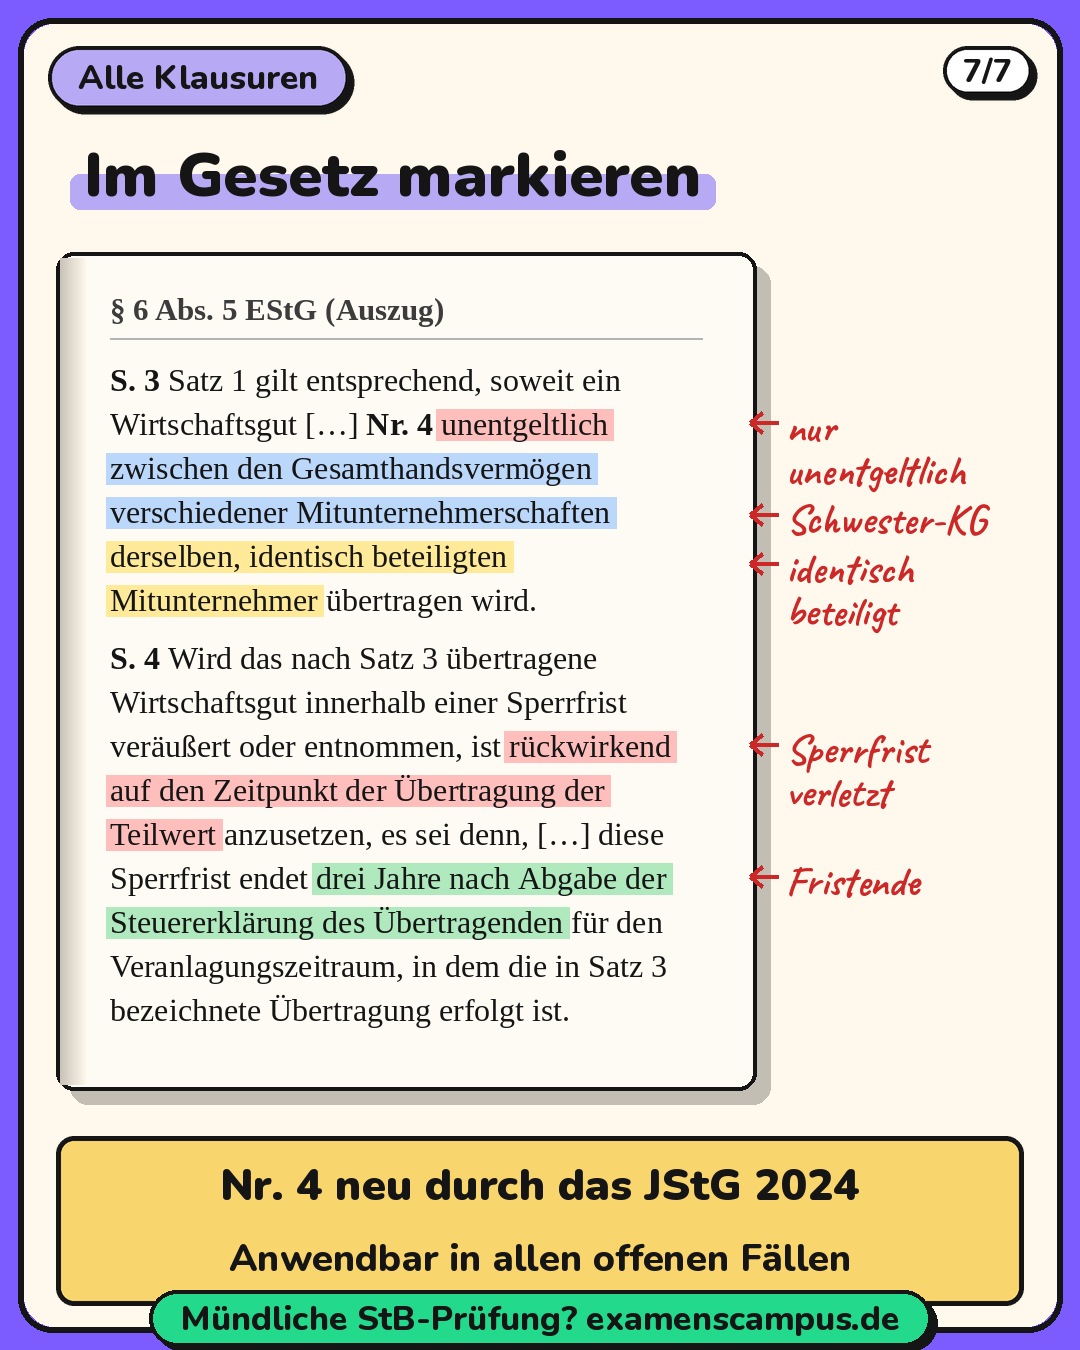 Alle Klausuren
7/7
Im Gesetz markieren
§ 6 Abs. 5 EStG (Auszug)
S. 3 Satz 1 gilt entsprechend, soweit ein
Wirtschaftsgut […] Nr. 4 unentgeltlich
zwischen den Gesamthandsvermögen
verschiedener Mitunternehmerschaften
derselben, identisch beteiligten
Mitunternehmer übertragen wird.
nur
unentgeltlich
Schwester-KG
identisch
beteiligt
S. 4 Wird das nach Satz 3 übertragene
Wirtschaftsgut innerhalb einer Sperrfrist
veräußert oder entnommen, ist rückwirkend
auf den Zeitpunkt der Übertragung der
Teilwert anzusetzen, es sei denn, […] diese
Sperrfrist endet drei Jahre nach Abgabe der
Steuererklärung des Übertragenden für den
Veranlagungszeitraum, in dem die in Satz 3
bezeichnete Übertragung erfolgt ist.
Sperrfrist
verletzt
Fristende
Nr. 4 neu durch das JStG 2024
Anwendbar in allen offenen Fällen
Mündliche StB-Prüfung? examenscampus.de